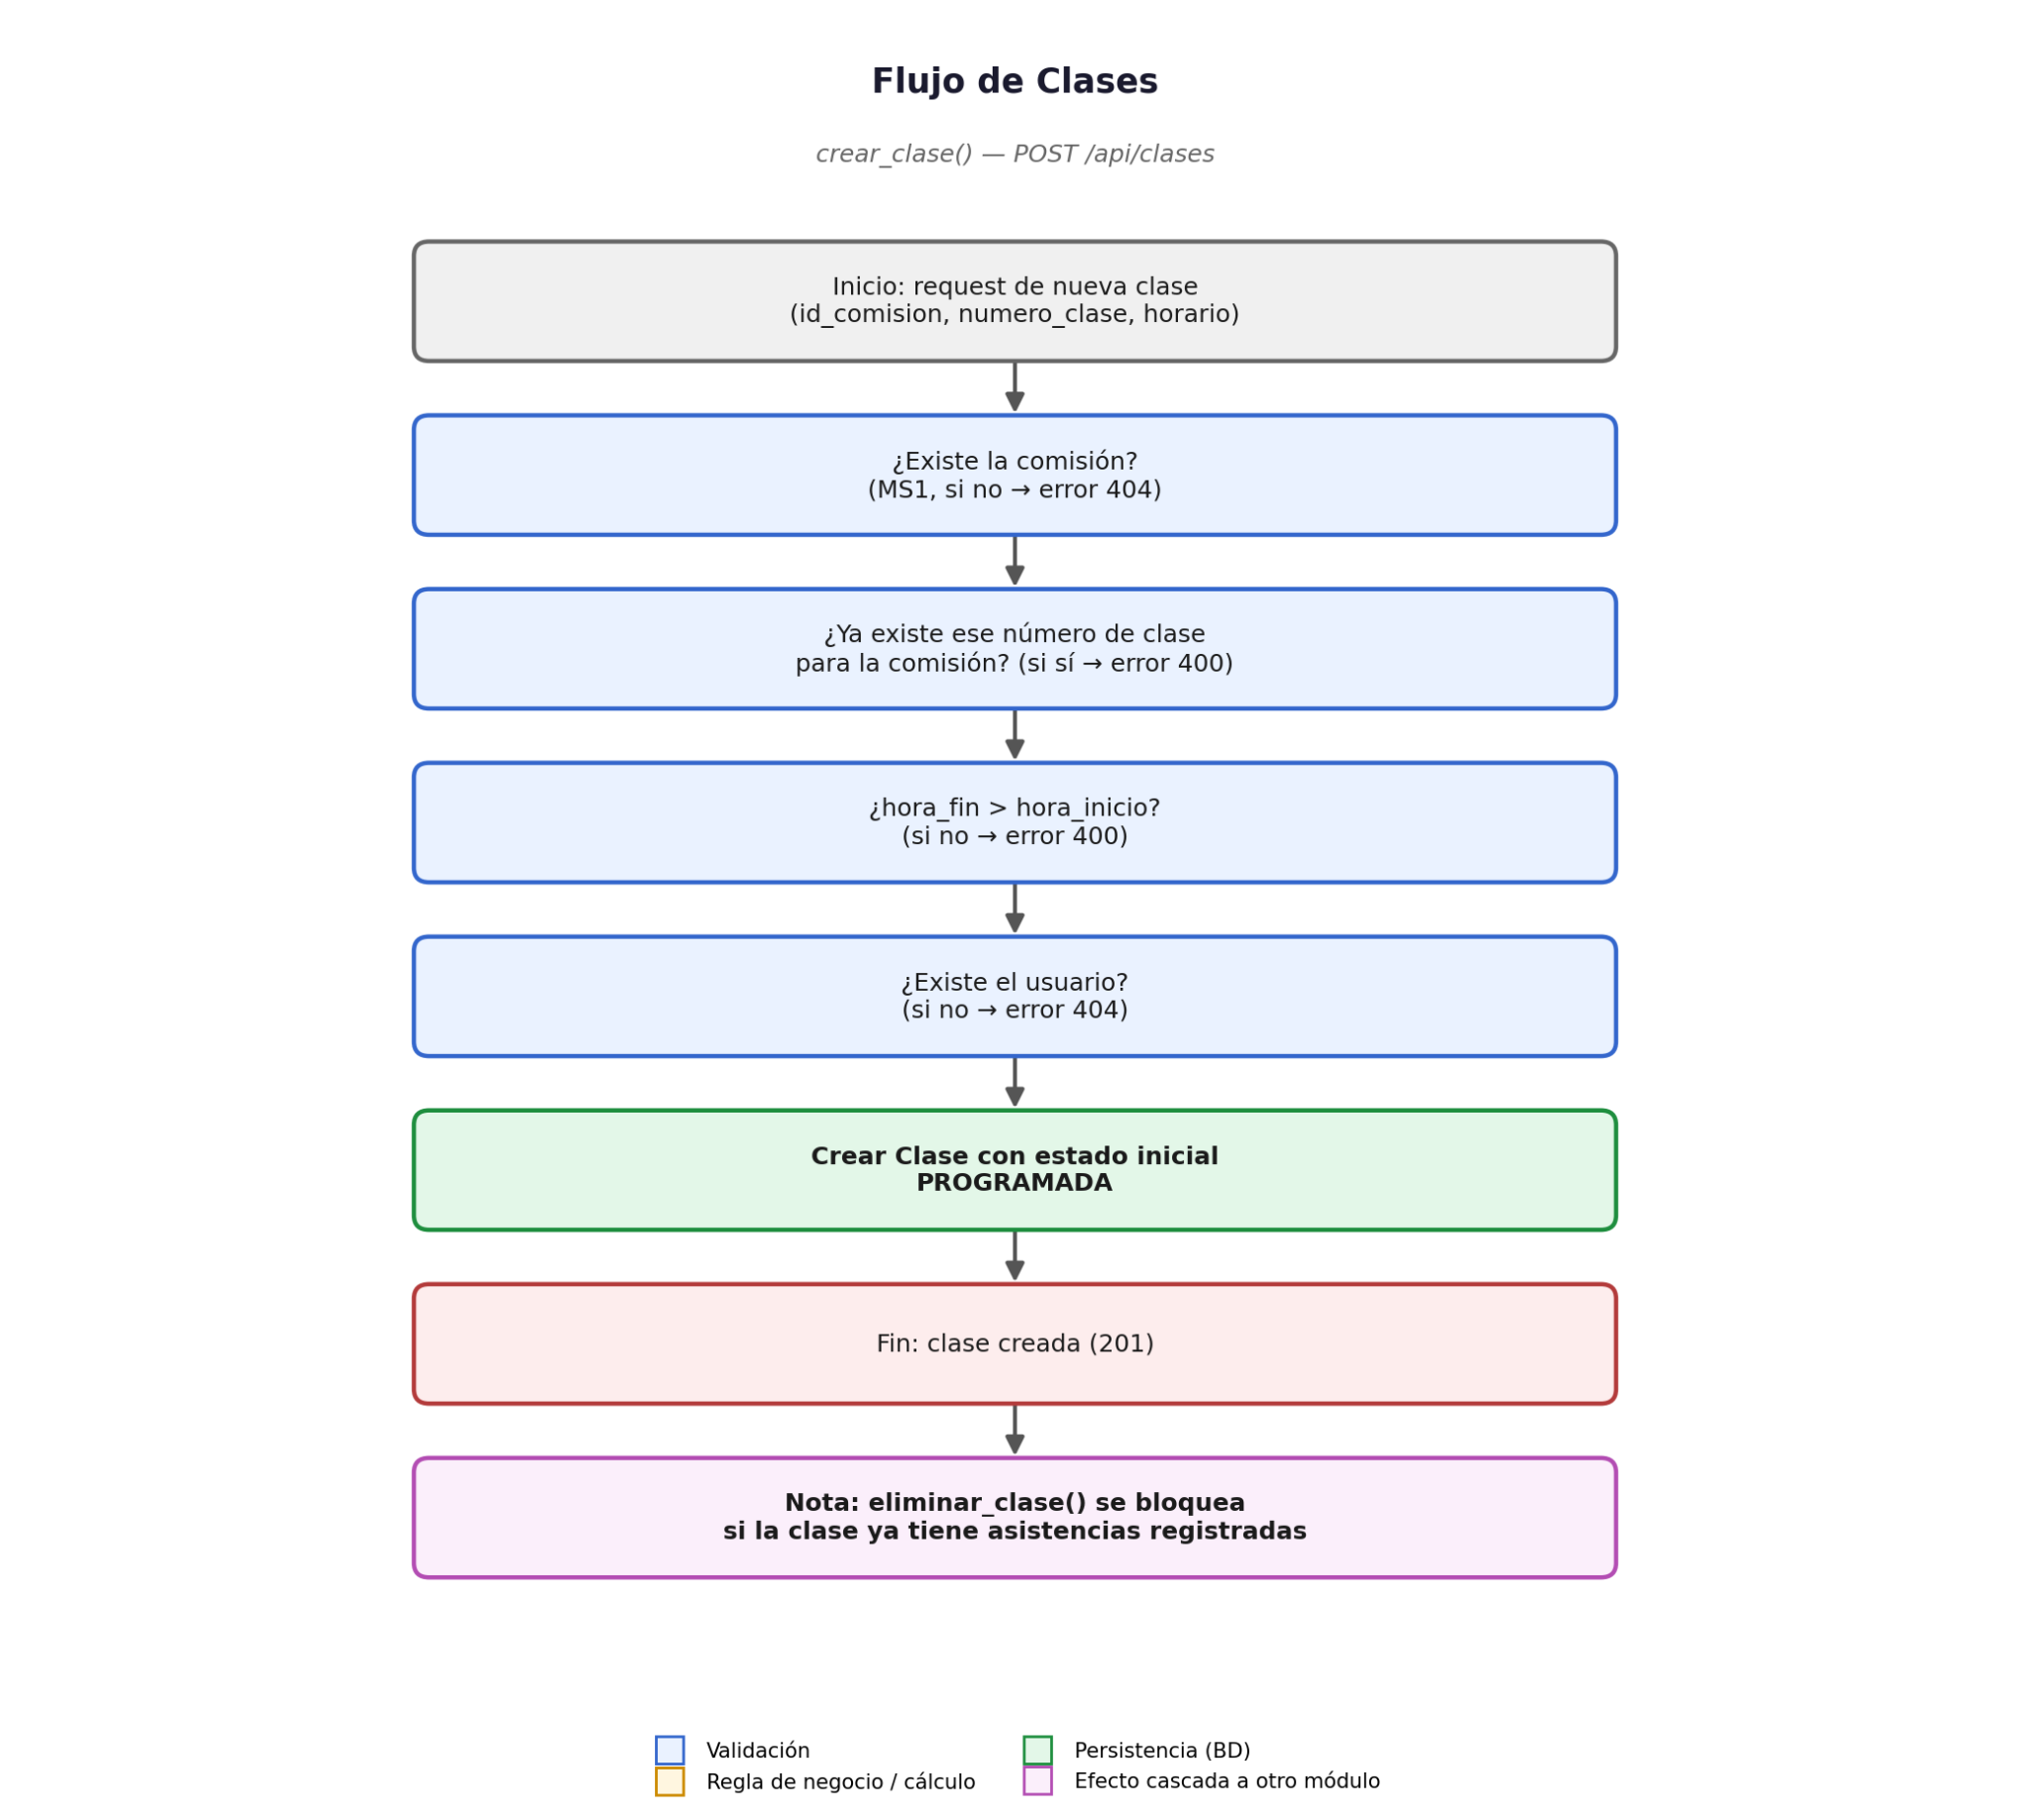 Flujo de Clases
crear_clase() — POST /api/clases
Inicio: request de nueva clase
(id_comision, numero_clase, horario)
¿Existe la comisión?
(MS1, si no → error 404)
¿Ya existe ese número de clase
para la comisión? (si sí → error 400)
¿hora_fin > hora_inicio?
(si no → error 400)
¿Existe el usuario?
(si no → error 404)
Crear Clase con estado inicial
PROGRAMADA
Fin: clase creada (201)
Nota: eliminar_clase() se bloquea
si la clase ya tiene asistencias registradas
Validación
Regla de negocio / cálculo
Persistencia (BD)
Efecto cascada a otro módulo